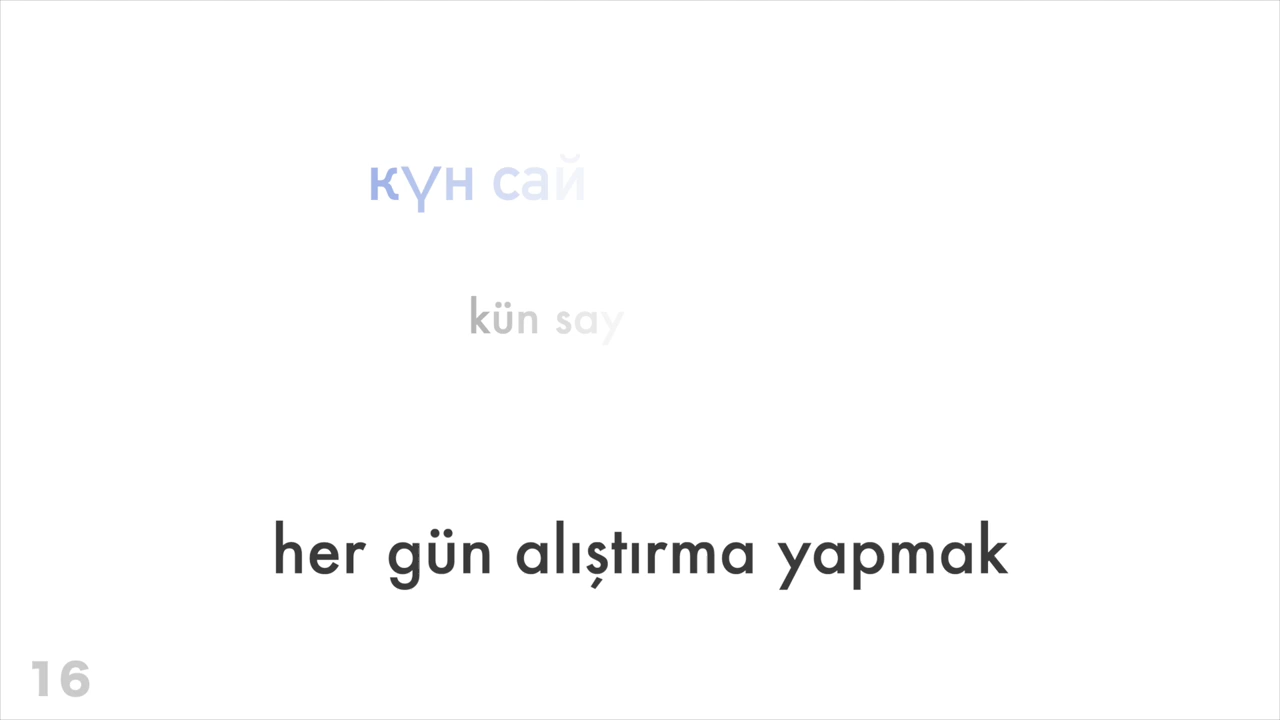 күн сай
kün say
her gün alıştırma yapmak
16